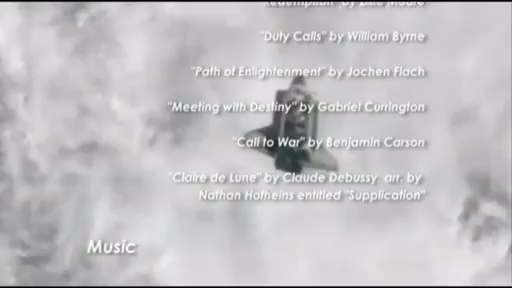 "Duty Calls" by William Byrne
"Path of Enlightenment" by Jochen Flach
"Meeting with Destiny" by Gabriel Currington
"Call to War" by Benjamin Carson
"Claire de Lune" by Claude Debussy, arr. by
Nathan Hofheins entitled "Supplication"
Music